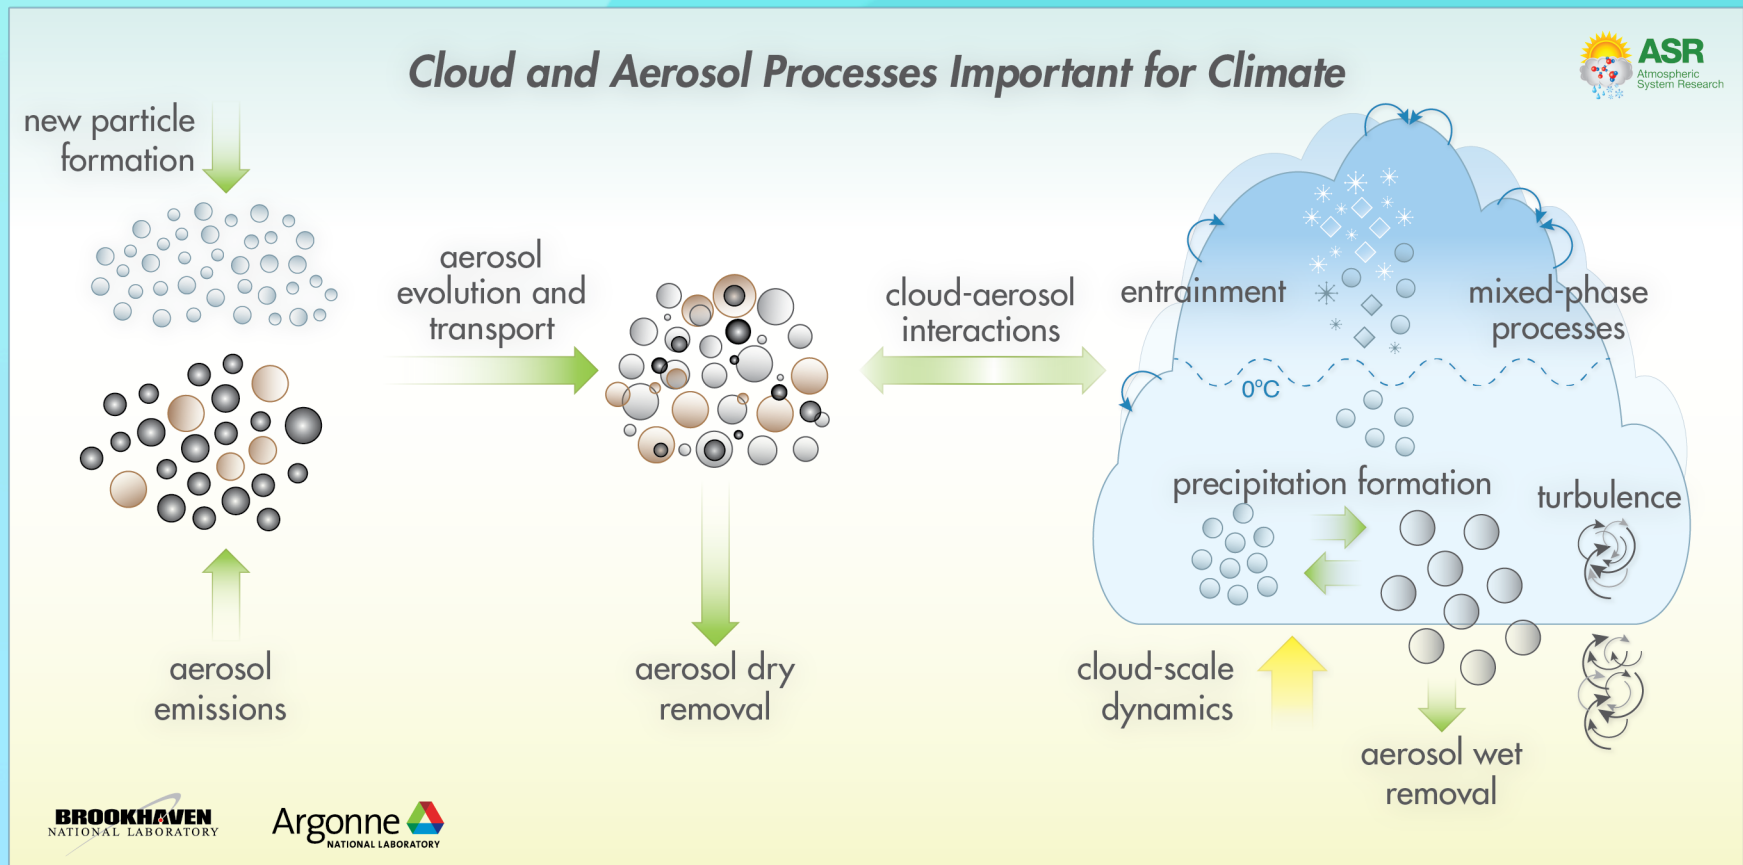 Cloud and Aerosol Processes Important for Climate
ASR
Atmospheric
System Research
new particle
formation
aerosol
evolution and
transport
cloud-aerosol
interactions
entrainment
mixed-phase
processes
0°C
precipitation formation
turbulence
aerosol
emissions
aerosol dry
removal
cloud-scale
dynamics
aerosol wet
removal
BROOKHAVEN
NATIONAL LABORATORY
Argonne
NATIONAL LABORATORY